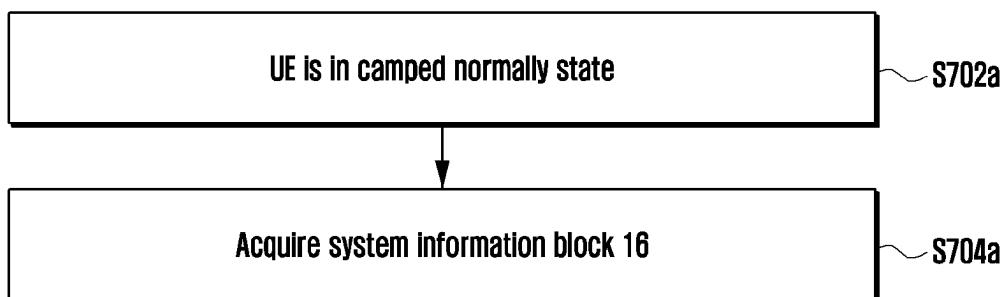 UE is in camped normally state
S702a
Acquire system information block 16
S704a